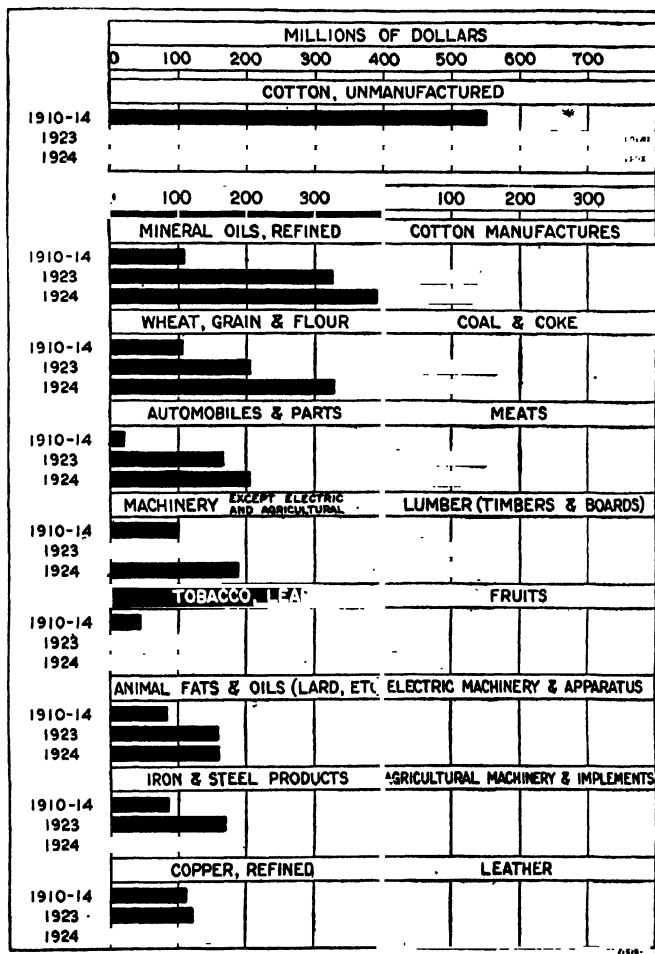 MILLIONS OF DOLLARS
0 100 200 300 400 500 600 700
COTTON, UNMANUFACTURED
1910-14
1923
1924
0 100 200 300 100 200 300
MINERAL OILS, REFINED COTTON MANUFACTURES
1910-14
1923
1924
WHEAT, GRAIN & FLOUR COAL & COKE
1910-14
1923
1924
AUTOMOBILES & PARTS MEATS
1910-14
1923
1924
MACHINERY EXCEPT ELECTRIC AND AGRICULTURAL LUMBER (TIMBERS & BOARDS)
1910-14
1923
1924
TOBACCO, LEAF FRUITS
1910-14
1923
1924
ANIMAL FATS & OILS (LARD, ETC ELECTRIC MACHINERY & APPARATUS
1910-14
1923
1924
IRON & STEEL PRODUCTS AGRICULTURAL MACHINERY & IMPLEMENTS
1910-14
1923
1924
COPPER, REFINED LEATHER
1910-14
1923
1924